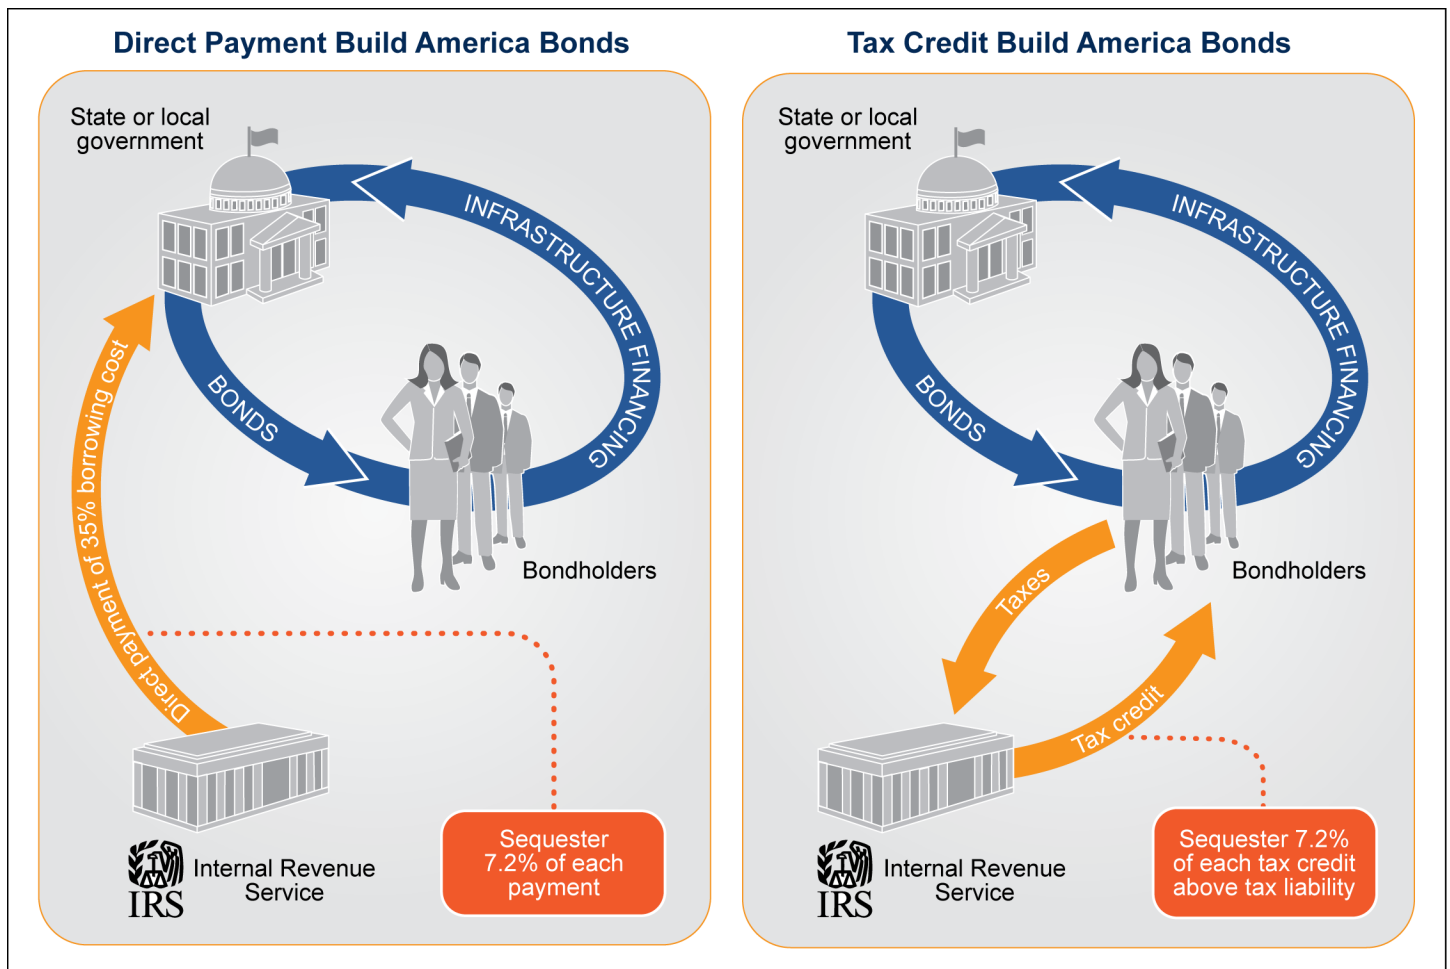 Direct Payment Build America Bonds
State or local
government
INFRASTRUCTURE FINANCING
BONDS
Direct payment of 35% borrowing cost
Bondholders
IRS
Internal Revenue
Service
Sequester
7.2% of each
payment
Tax Credit Build America Bonds
State or local
government
INFRASTRUCTURE FINANCING
BONDS
Bondholders
Taxes
Tax credit
IRS
Internal Revenue
Service
Sequester 7.2%
of each tax credit
above tax liability